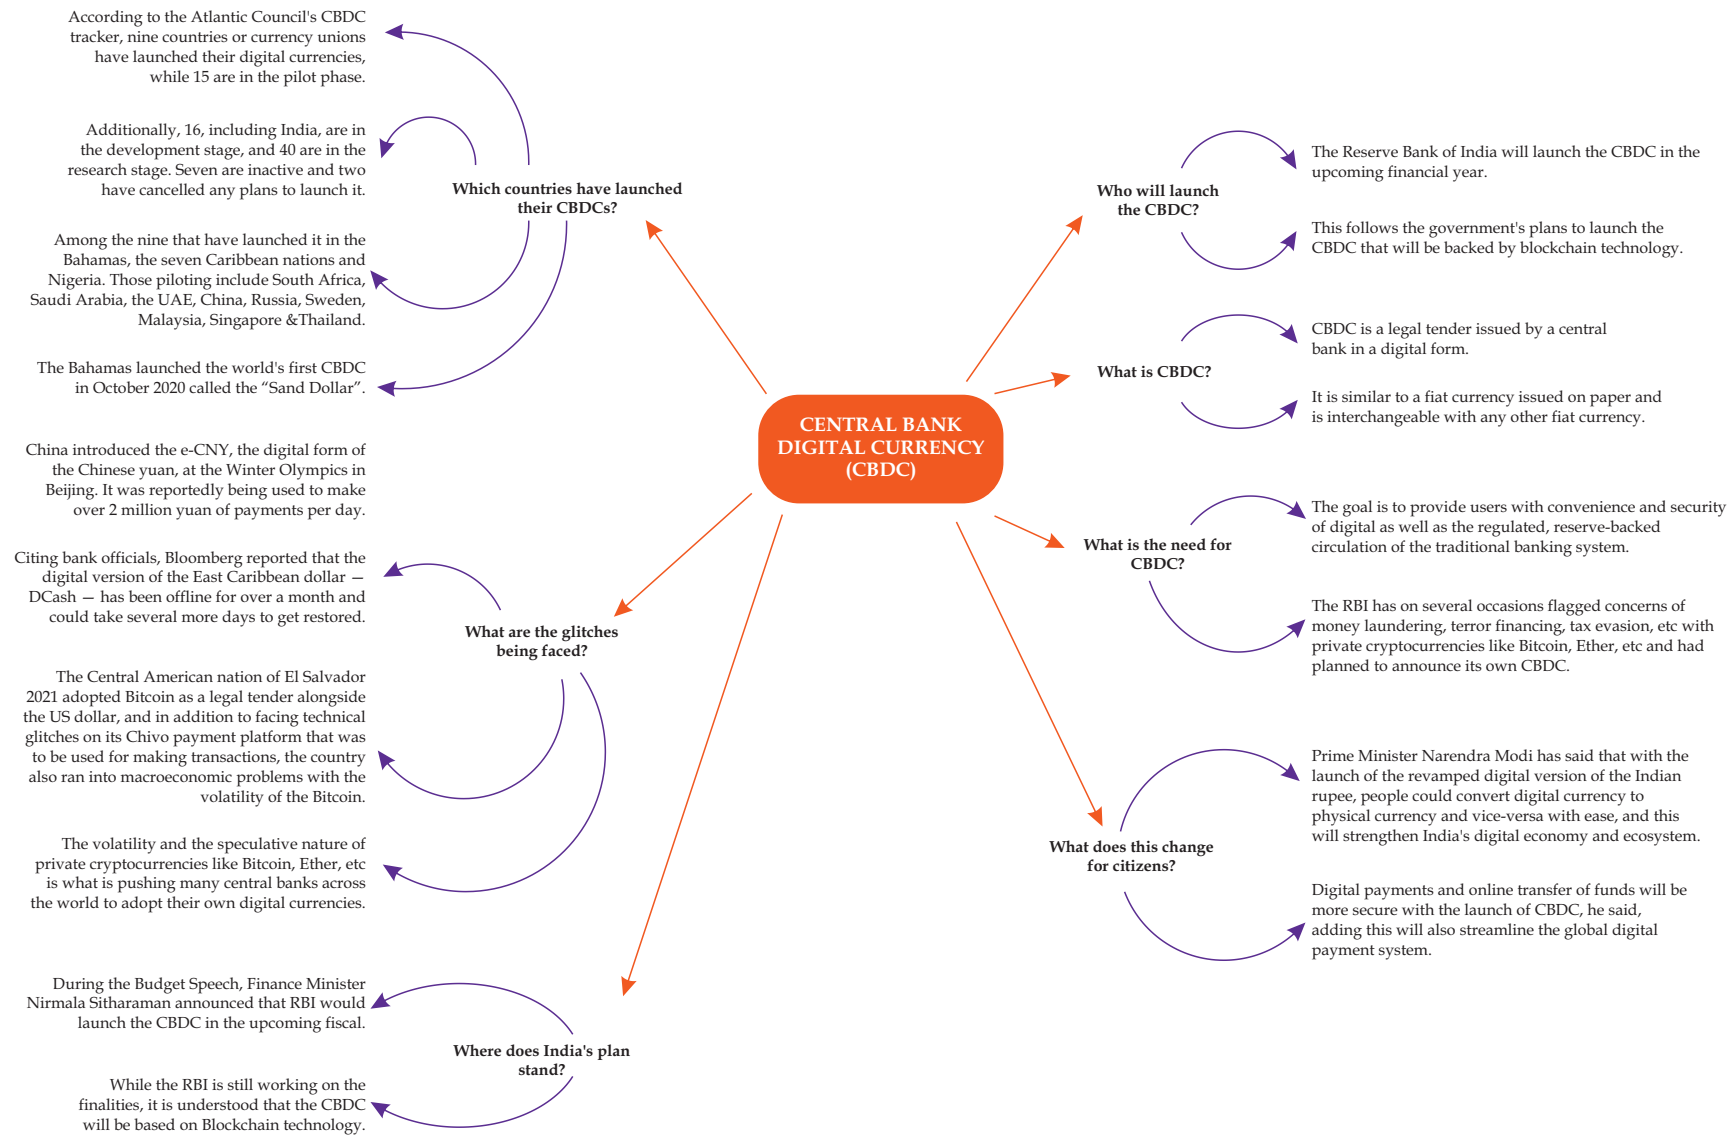 CENTRAL BANK
DIGITAL CURRENCY
(CBDC)
Which countries have launched
their CBDCs?
According to the Atlantic Council's CBDC
tracker, nine countries or currency unions
have launched their digital currencies,
while 15 are in the pilot phase.
Additionally, 16, including India, are in
the development stage, and 40 are in the
research stage. Seven are inactive and two
have cancelled any plans to launch it.
Among the nine that have launched it in the
Bahamas, the seven Caribbean nations and
Nigeria. Those piloting include South Africa,
Saudi Arabia, the UAE, China, Russia, Sweden,
Malaysia, Singapore &Thailand.
The Bahamas launched the world's first CBDC
in October 2020 called the “Sand Dollar”.
China introduced the e-CNY, the digital form of
the Chinese yuan, at the Winter Olympics in
Beijing. It was reportedly being used to make
over 2 million yuan of payments per day.
What are the glitches
being faced?
Citing bank officials, Bloomberg reported that the
digital version of the East Caribbean dollar —
DCash — has been offline for over a month and
could take several more days to get restored.
The Central American nation of El Salvador
2021 adopted Bitcoin as a legal tender alongside
the US dollar, and in addition to facing technical
glitches on its Chivo payment platform that was
to be used for making transactions, the country
also ran into macroeconomic problems with the
volatility of the Bitcoin.
The volatility and the speculative nature of
private cryptocurrencies like Bitcoin, Ether, etc
is what is pushing many central banks across
the world to adopt their own digital currencies.
Where does India's plan
stand?
During the Budget Speech, Finance Minister
Nirmala Sitharaman announced that RBI would
launch the CBDC in the upcoming fiscal.
While the RBI is still working on the
finalities, it is understood that the CBDC
will be based on Blockchain technology.
Who will launch
the CBDC?
The Reserve Bank of India will launch the CBDC in the
upcoming financial year.
This follows the government's plans to launch the
CBDC that will be backed by blockchain technology.
What is CBDC?
CBDC is a legal tender issued by a central
bank in a digital form.
It is similar to a fiat currency issued on paper and
is interchangeable with any other fiat currency.
What is the need for
CBDC?
The goal is to provide users with convenience and security
of digital as well as the regulated, reserve-backed
circulation of the traditional banking system.
The RBI has on several occasions flagged concerns of
money laundering, terror financing, tax evasion, etc with
private cryptocurrencies like Bitcoin, Ether, etc and had
planned to announce its own CBDC.
What does this change
for citizens?
Prime Minister Narendra Modi has said that with the
launch of the revamped digital version of the Indian
rupee, people could convert digital currency to
physical currency and vice-versa with ease, and this
will strengthen India's digital economy and ecosystem.
Digital payments and online transfer of funds will be
more secure with the launch of CBDC, he said,
adding this will also streamline the global digital
payment system.